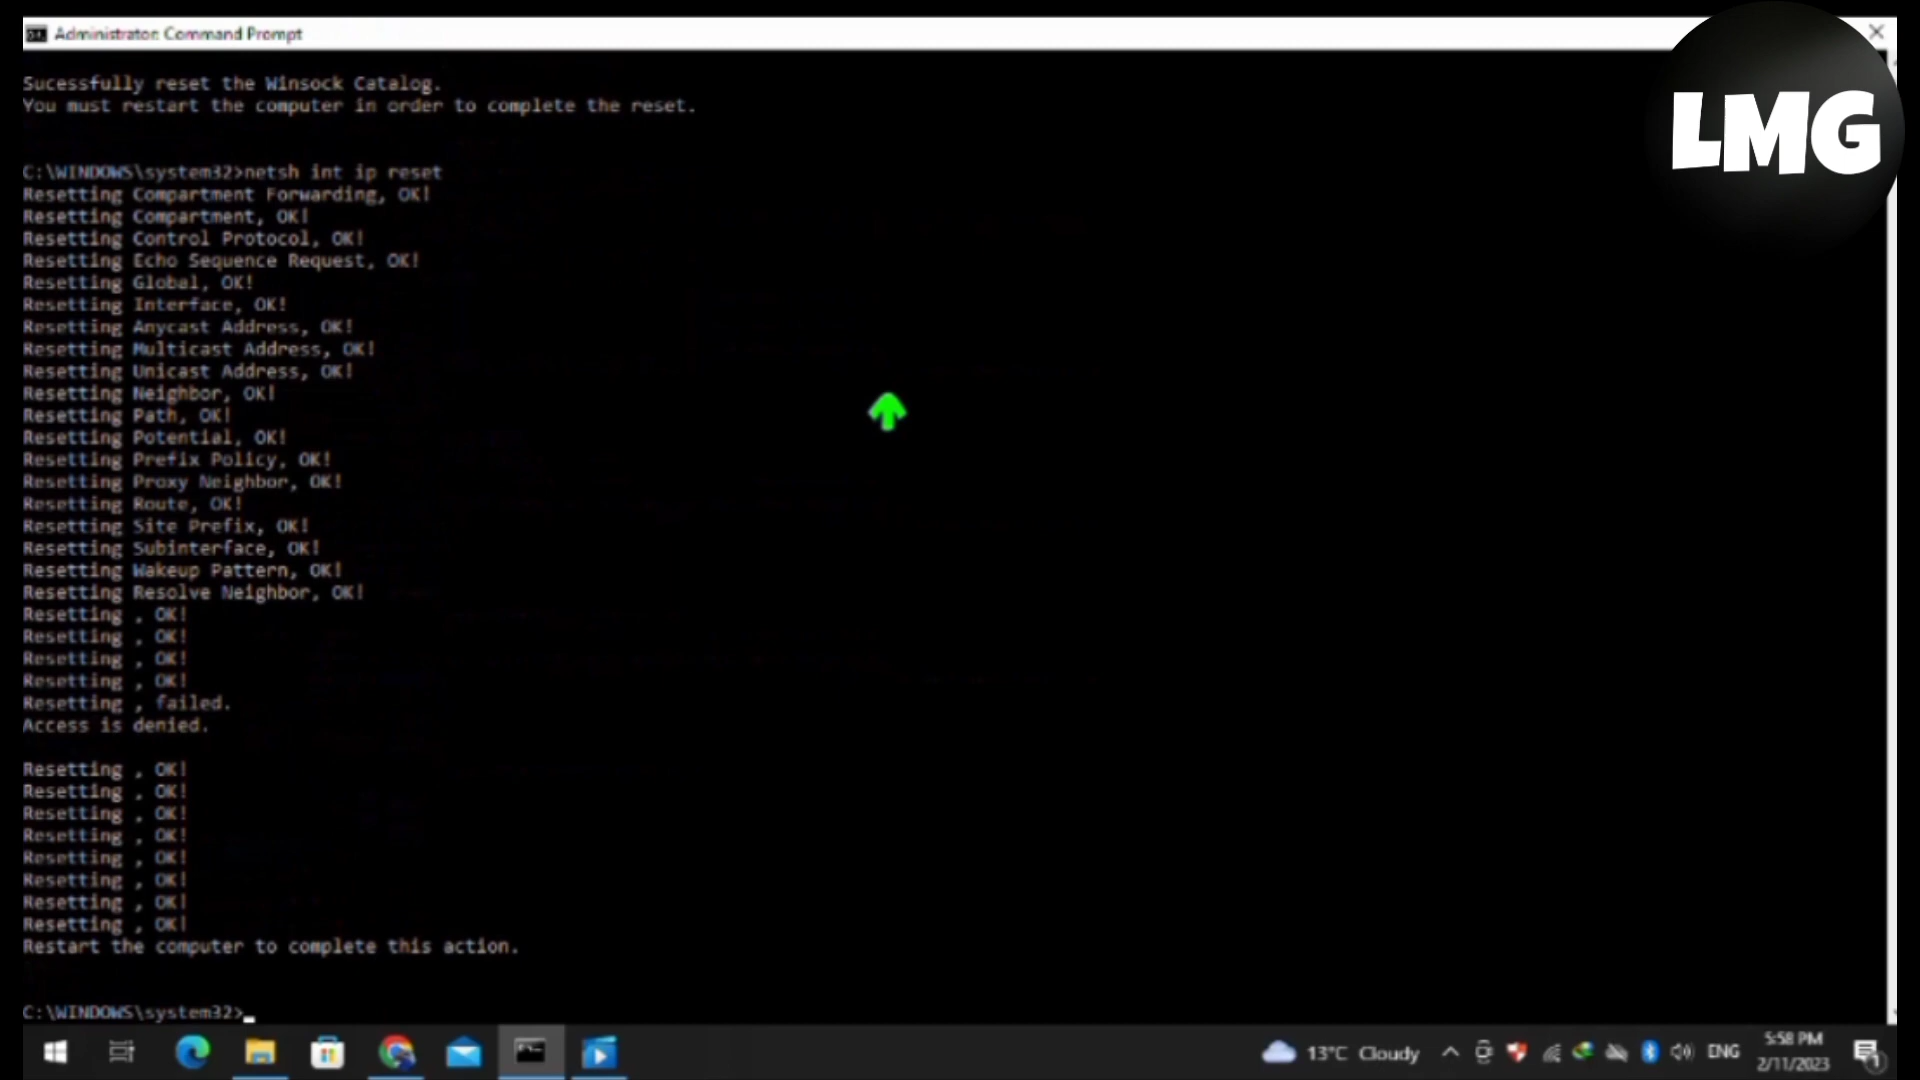 Administrator: Command Prompt
LMG
Sucessfully reset the Winsock Catalog.
You must restart the computer in order to complete the reset.
C:\WINDOWS\system32>netsh int ip reset
Resetting Compartment Forwarding, OK!
Resetting Compartment, OK!
Resetting Control Protocol, OK!
Resetting Echo Sequence Request, OK!
Resetting Global, OK!
Resetting Interface, OK!
Resetting Anycast Address, OK!
Resetting Multicast Address, OK!
Resetting Unicast Address, OK!
Resetting Neighbor, OK!
Resetting Path, OK!
Resetting Potential, OK!
Resetting Prefix Policy, OK!
Resetting Proxy Neighbor, OK!
Resetting Route, OK!
Resetting Site Prefix, OK!
Resetting Subinterface, OK!
Resetting Wakeup Pattern, OK!
Resetting Resolve Neighbor, OK!
Resetting , OK!
Resetting , OK!
Resetting , OK!
Resetting , OK!
Resetting , failed.
Access is denied.
Resetting , OK!
Resetting , OK!
Resetting , OK!
Resetting , OK!
Resetting , OK!
Resetting , OK!
Resetting , OK!
Resetting , OK!
Restart the computer to complete this action.
C:\WINDOWS\system32>
13°C Cloudy
ENG
5:58 PM
2/11/2023
1